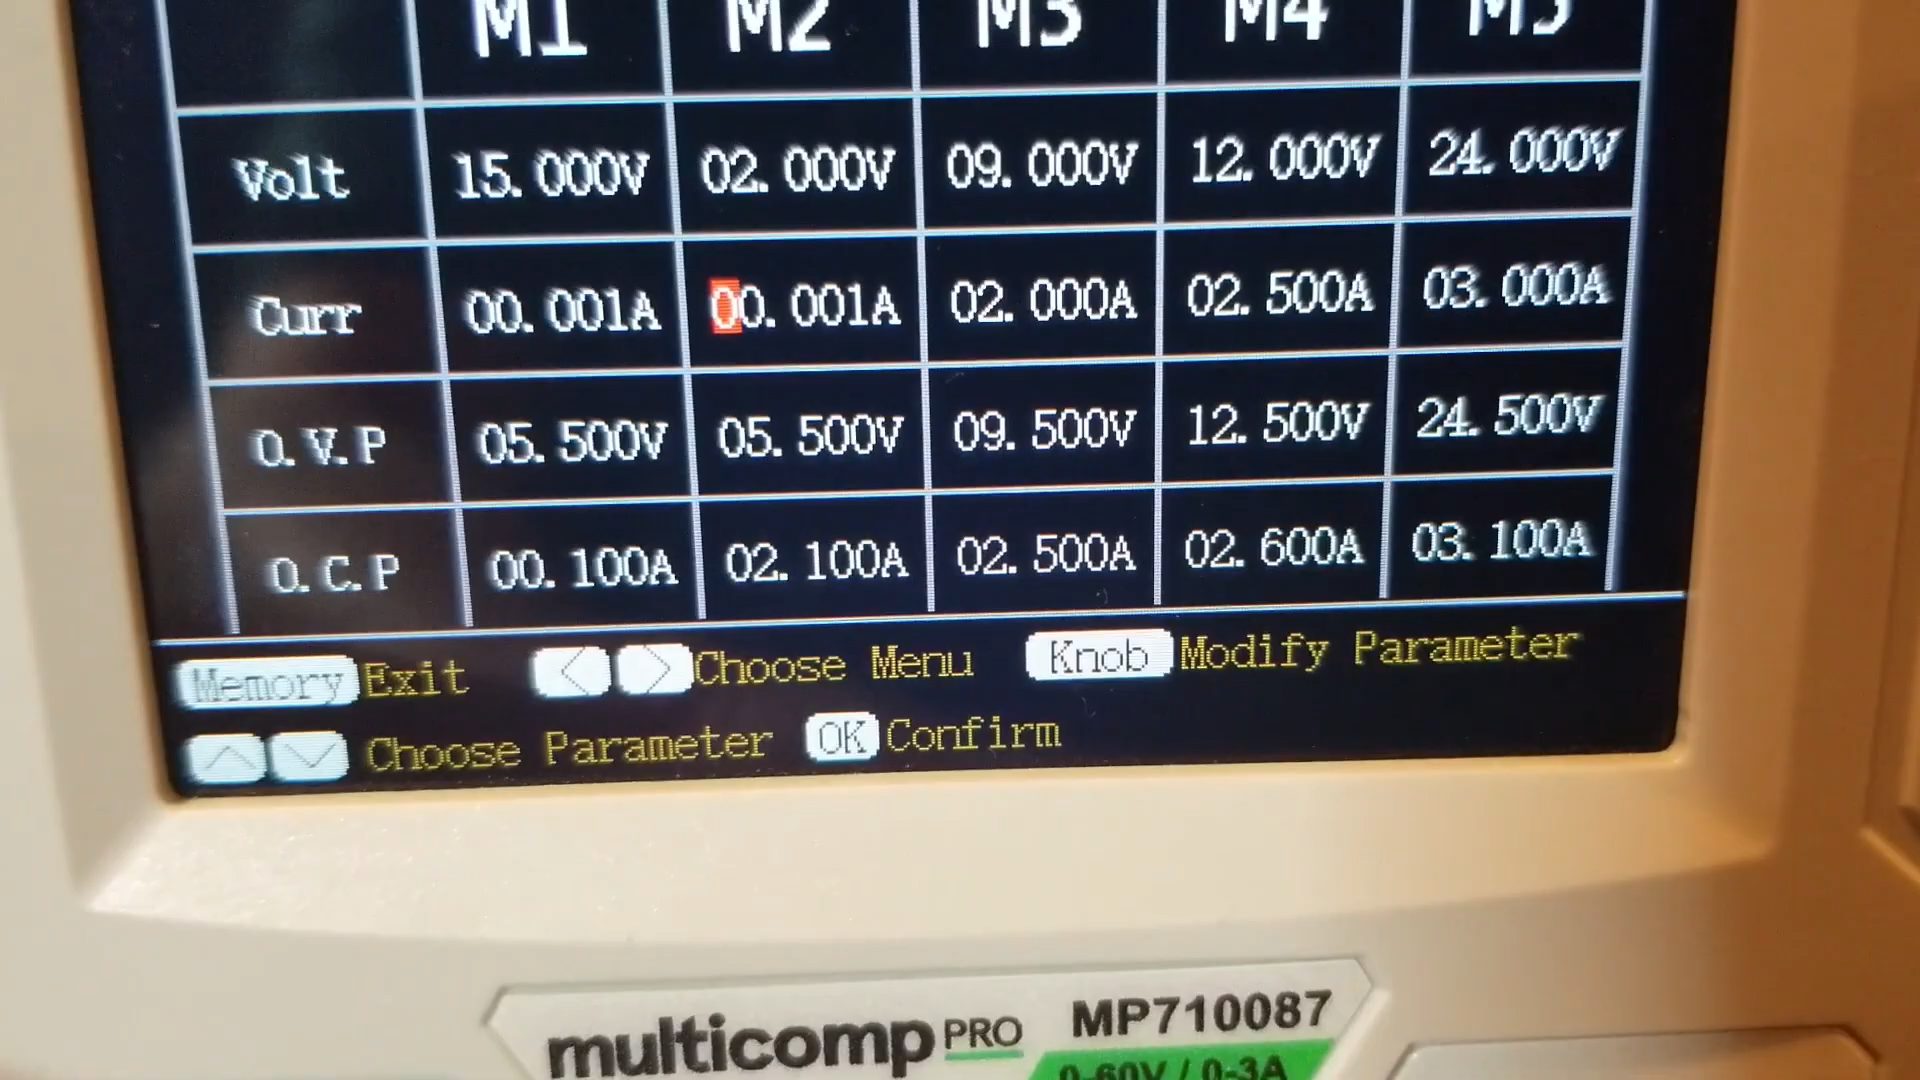 M1 M2 M3 M4 M5
Volt 15.000V 02.000V 09.000V 12.000V 24.000V
Curr 00.001A 00.001A 02.000A 02.500A 03.000A
O.V.P 05.500V 05.500V 09.500V 12.500V 24.500V
O.C.P 00.100A 02.100A 02.500A 02.600A 03.100A
Memory Exit < > Choose Menu Knob Modify Parameter
Choose Parameter OK Confirm
multicomp PRO MP710087
0-60V / 0-3A